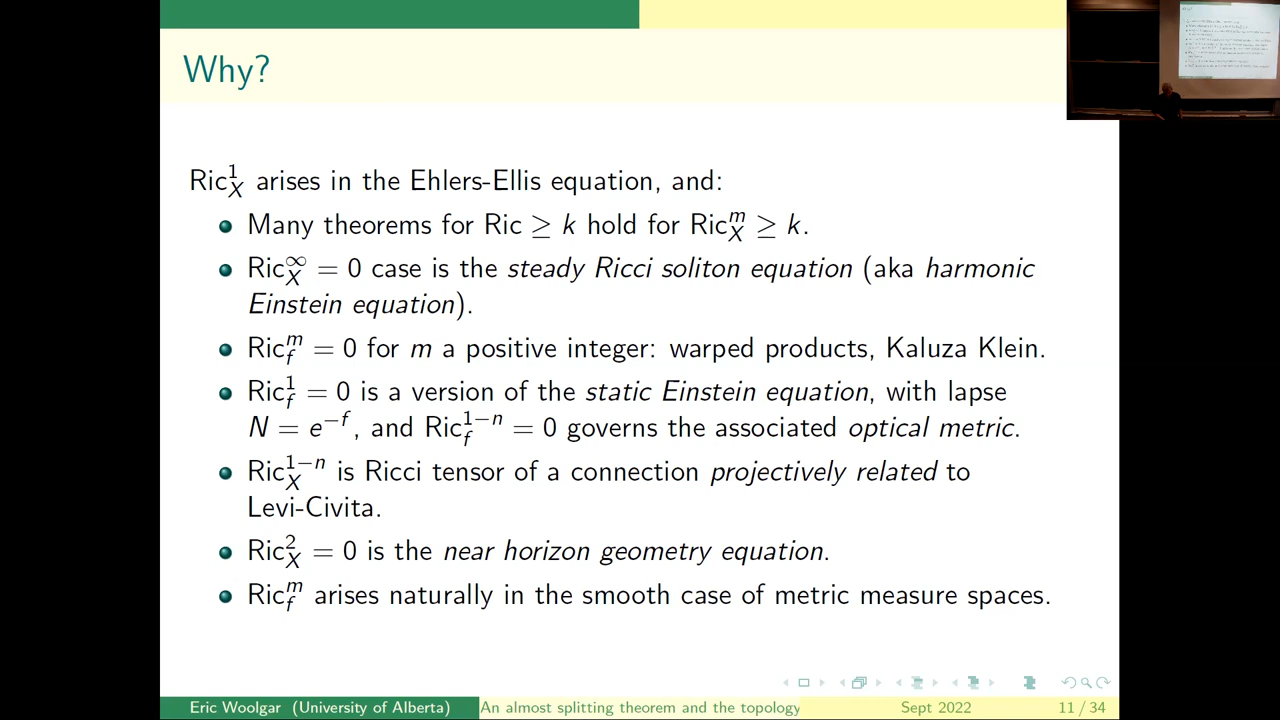 Why?
Ric¹_X arises in the Ehlers-Ellis equation, and:
Many theorems for Ric ≥ k hold for Ric^m_X ≥ k.
Ric^∞_X = 0 case is the steady Ricci soliton equation (aka harmonic
Einstein equation).
Ric^m_f = 0 for m a positive integer: warped products, Kaluza Klein.
Ric^1_f = 0 is a version of the static Einstein equation, with lapse
N = e^{−f}, and Ric^{1−n}_f = 0 governs the associated optical metric.
Ric^{1−n}_X is Ricci tensor of a connection projectively related to
Levi-Civita.
Ric^2_X = 0 is the near horizon geometry equation.
Ric^m_f arises naturally in the smooth case of metric measure spaces.
Eric Woolgar (University of Alberta) An almost splitting theorem and the topology Sept 2022 11 / 34